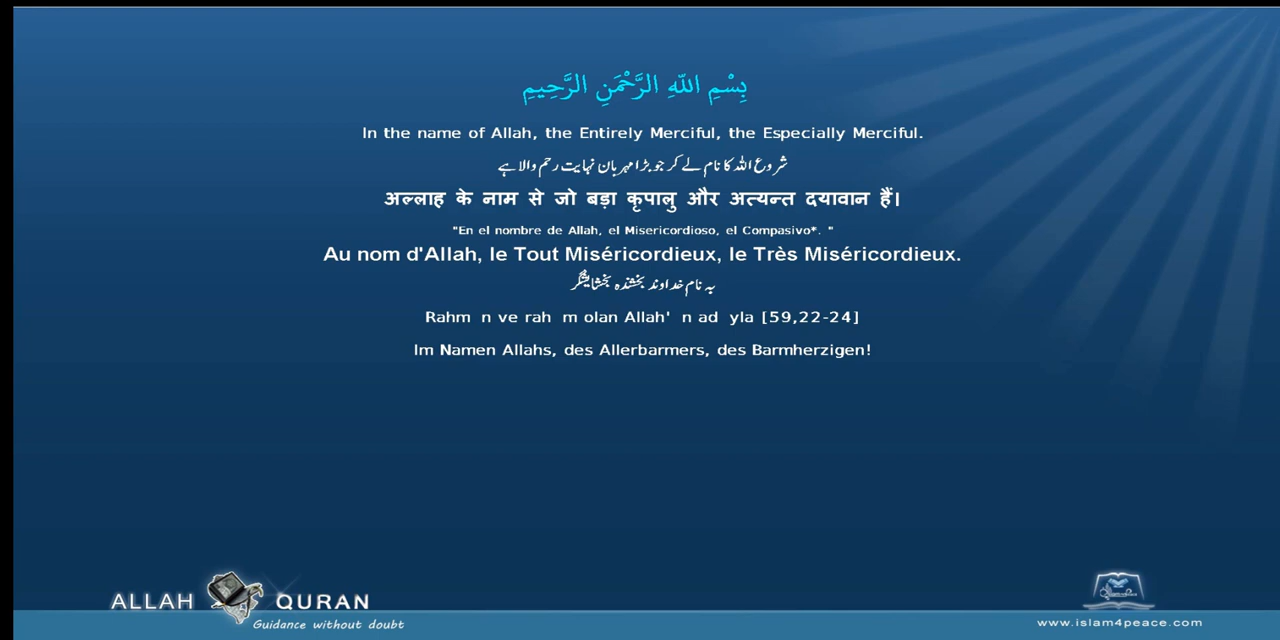 بِسْمِ اللّهِ الرَّحْمَنِ الرَّحِيمِ
In the name of Allah, the Entirely Merciful, the Especially Merciful.
شروع اللہ کا نام لے کر جو بڑا مہربان نہایت رحم والا ہے
अल्लाह के नाम से जो बड़ा कृपालु और अत्यन्त दयावान हैं।
"En el nombre de Allah, el Misericordioso, el Compasivo*. "
Au nom d'Allah, le Tout Miséricordieux, le Très Miséricordieux.
به نام خداوند بخشنده بخشایشگر
Rahm n ve rah m olan Allah' n ad yla [59,22-24]
Im Namen Allahs, des Allerbarmers, des Barmherzigen!
ALLAH QURAN
Guidance without doubt
www.islam4peace.com